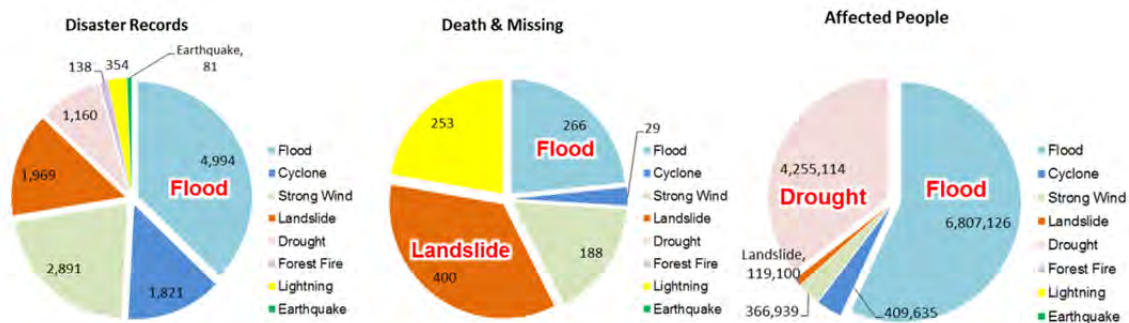 Disaster Records
Earthquake,
81
354
138
1,160
4,994
Flood
1,969
2,891
1,821
Flood
Cyclone
Strong Wind
Landslide
Drought
Forest Fire
Lightning
Earthquake
Death & Missing
253
266
Flood
29
188
Landslide
400
Flood
Cyclone
Strong Wind
Landslide
Drought
Forest Fire
Lightning
Earthquake
Affected People
4,255,114
Drought
Flood
6,807,126
Landslide,
119,100
366,939
409,635
Flood
Cyclone
Strong Wind
Landslide
Drought
Forest Fire
Lightning
Earthquake